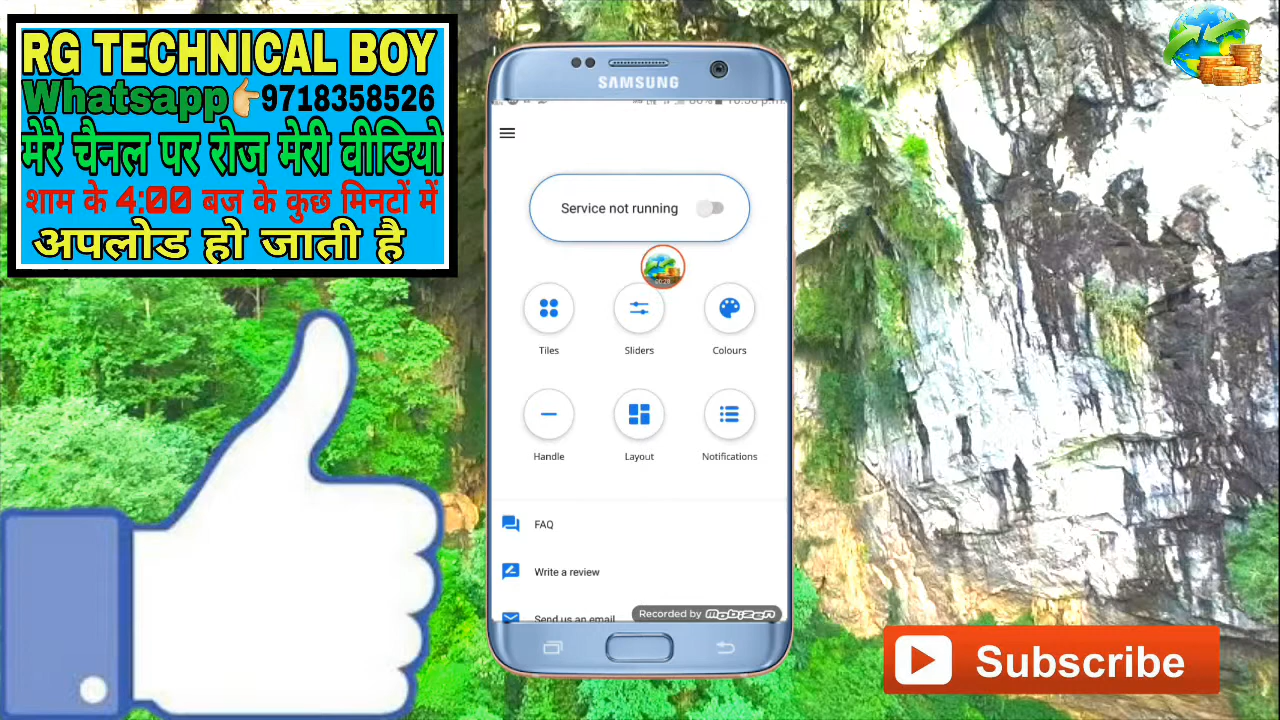 RG TECHNICAL BOY
Whatsapp👉🏼9718358526
मेरे चैनल पर रोज मेरी वीडियो
शाम के 4:00 बज के कुछ मिनटों में
अपलोड हो जाती है
SAMSUNG
Service not running
Tiles
Sliders
Colours
Handle
Layout
Notifications
FAQ
Write a review
Send us an email
Recorded by mobizen
Subscribe